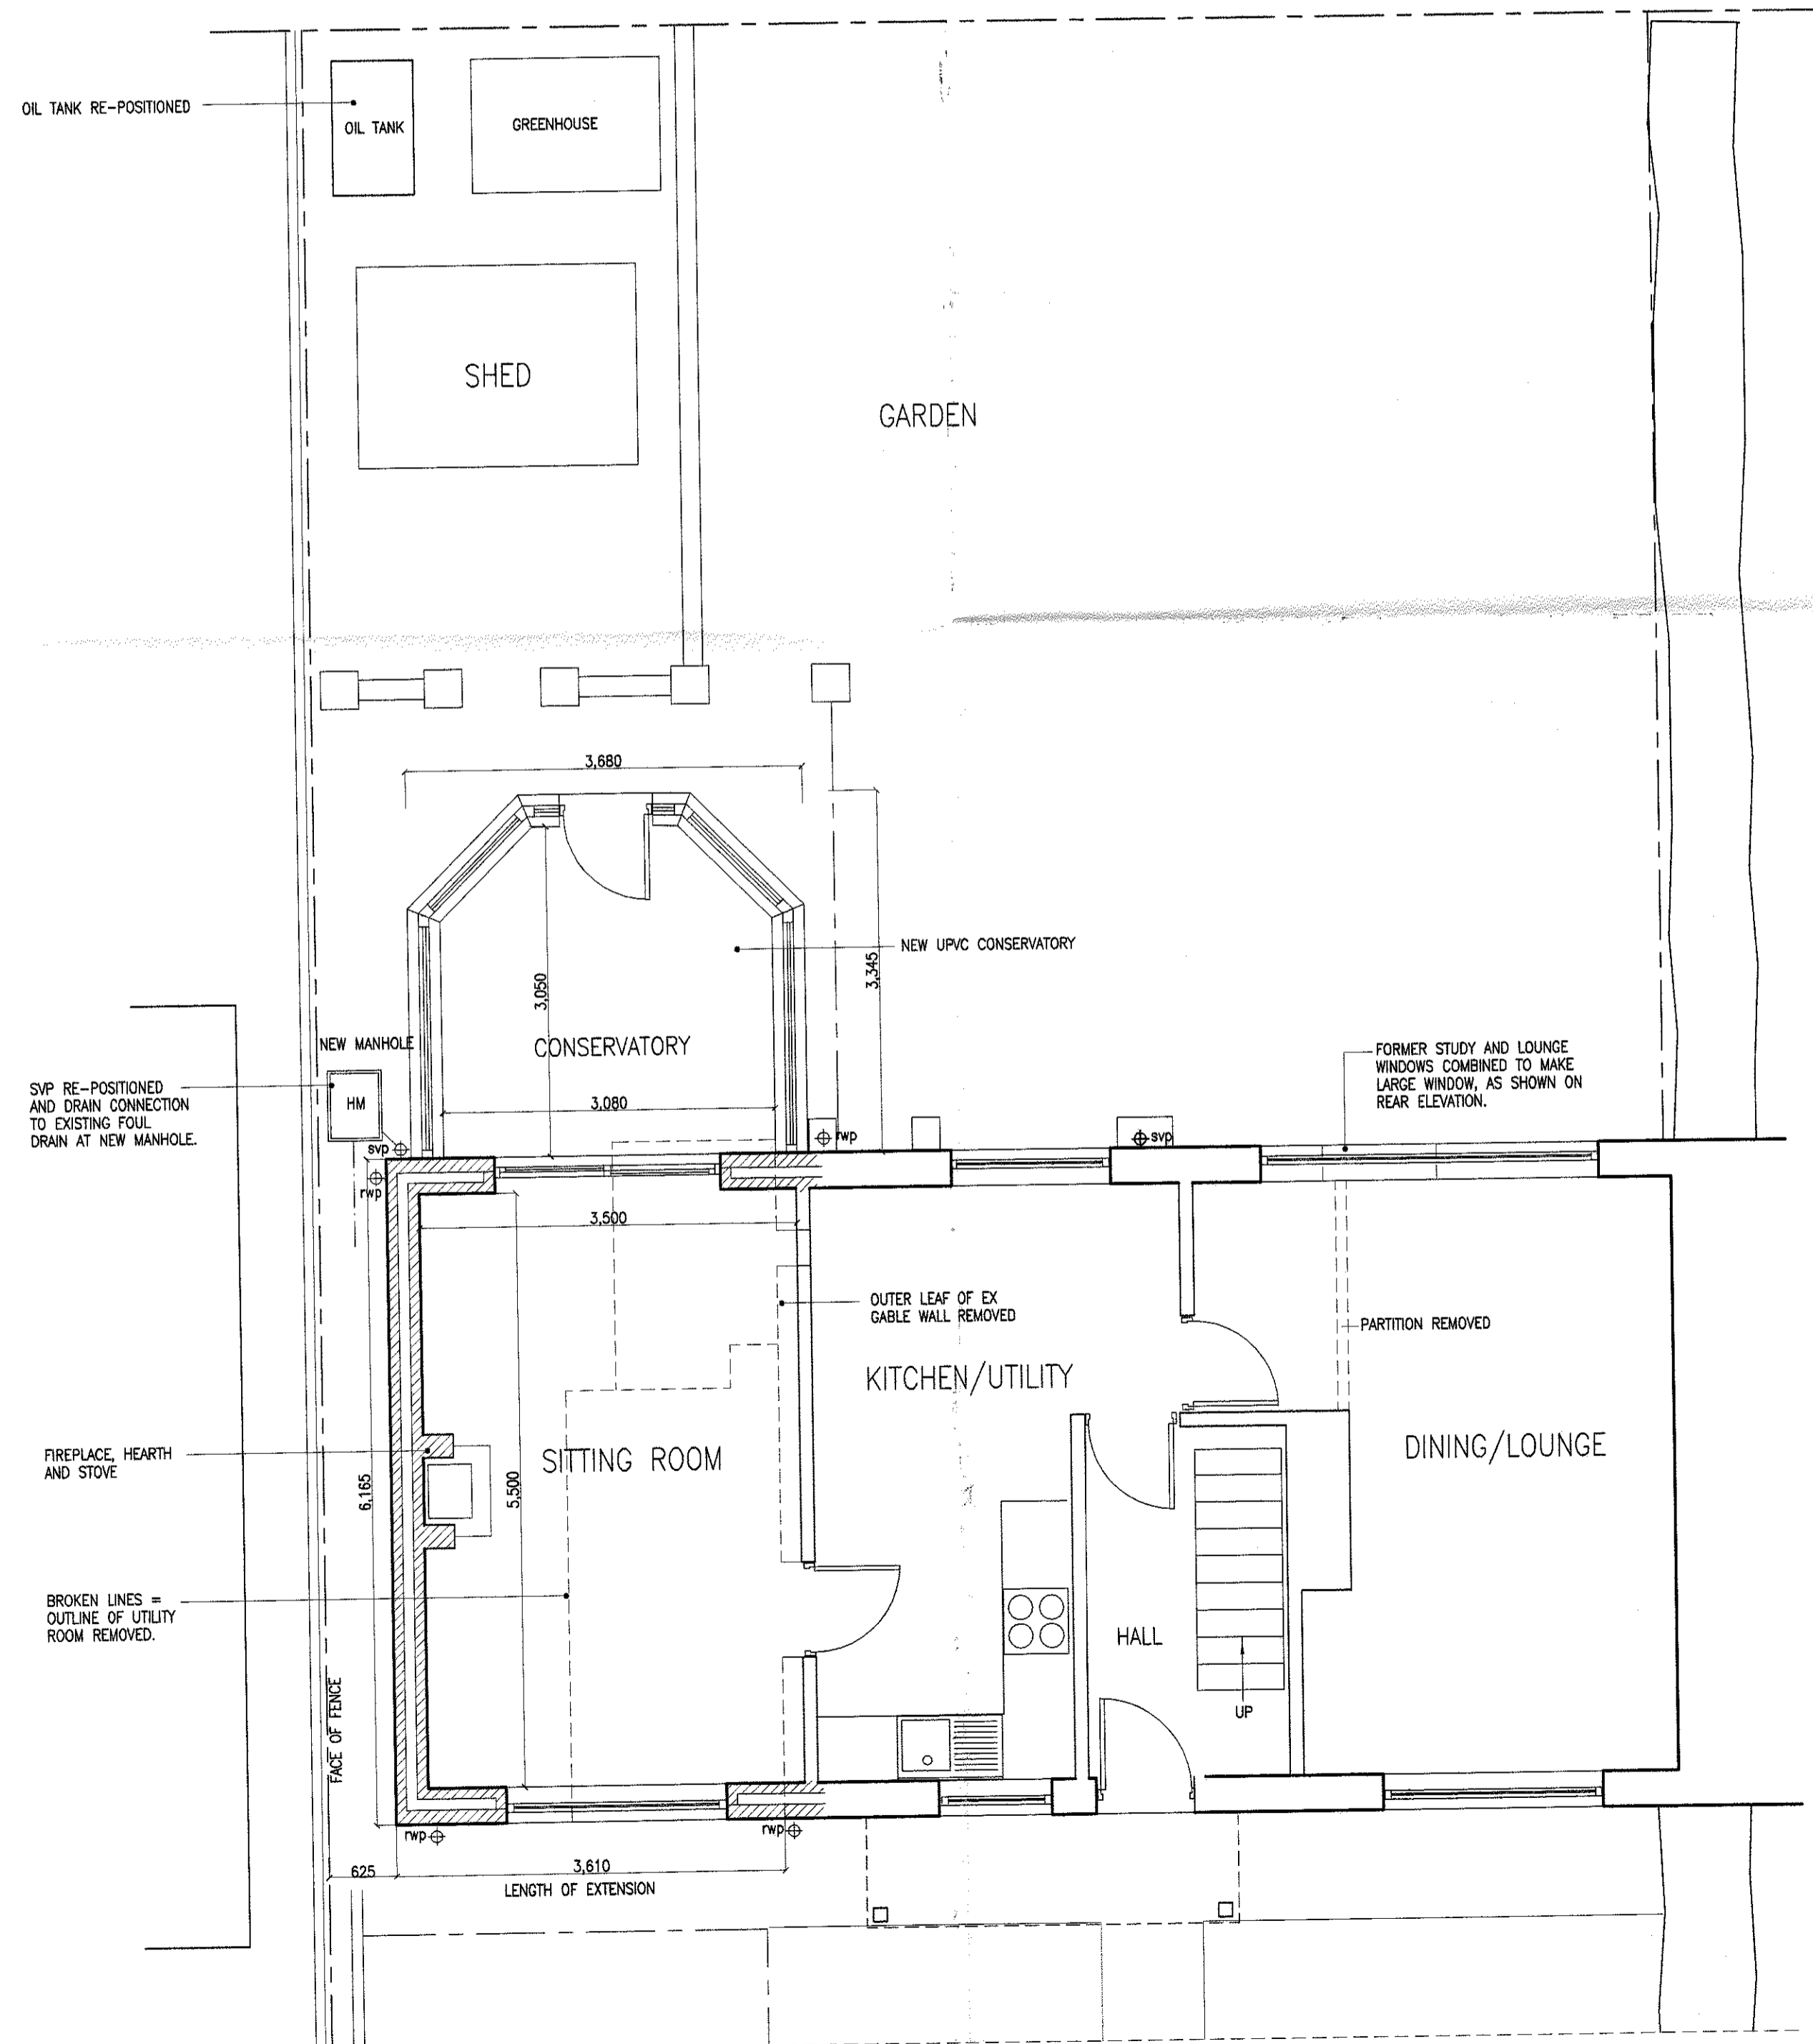 OIL TANK RE-POSITIONED
OIL TANK
GREENHOUSE
SHED
GARDEN
3,680
NEW UPVC CONSERVATORY
3,050
3,345
CONSERVATORY
NEW MANHOLE
HM
SVP RE-POSITIONED
AND DRAIN CONNECTION
TO EXISTING FOUL
DRAIN AT NEW MANHOLE.
3,080
FORMER STUDY AND LOUNGE
WINDOWS COMBINED TO MAKE
LARGE WINDOW, AS SHOWN ON
REAR ELEVATION.
svp
rwp
rwp
svp
3,500
OUTER LEAF OF EX
GABLE WALL REMOVED
PARTITION REMOVED
KITCHEN/UTILITY
SITTING ROOM
DINING/LOUNGE
FIREPLACE, HEARTH
AND STOVE
6,165
5,500
BROKEN LINES =
OUTLINE OF UTILITY
ROOM REMOVED.
HALL
UP
FACE OF FENCE
rwp
rwp
625
3,610
LENGTH OF EXTENSION